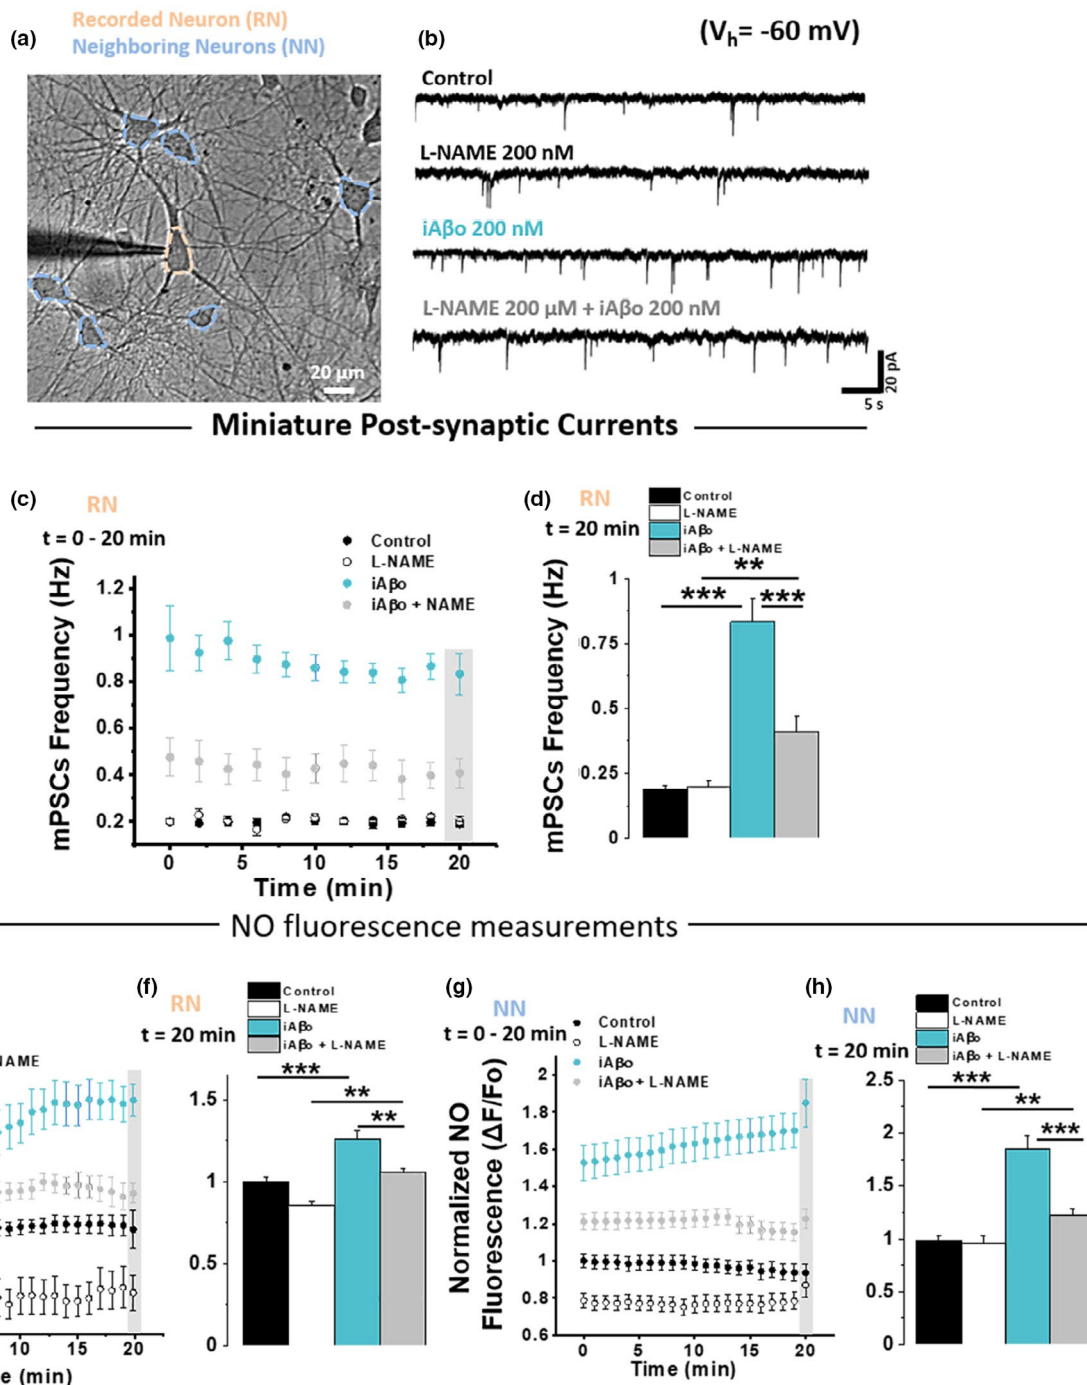 Recorded Neuron (RN)
Neighboring Neurons (NN)
(a)
20 µm
(b)
(Vh= -60 mV)
Control
L-NAME 200 nM
iAβo 200 nM
L-NAME 200 µM + iAβo 200 nM
20 pA
5 s
Miniature Post-synaptic Currents
(c)
RN
t = 0 - 20 min
Control
L-NAME
iAβo
iAβo + NAME
mPSCs Frequency (Hz)
1.2
1
0.8
0.6
0.4
0.2
0
5
10
15
20
Time (min)
(d)
RN
t = 20 min
Control
L-NAME
iAβo
iAβo + L-NAME
mPSCs Frequency (Hz)
1
0.75
0.5
0.25
0
**
***
***
NO fluorescence measurements
NAME
10
15
20
e (min)
(f)
RN
t = 20 min
Control
L-NAME
iAβo
iAβo + L-NAME
***
**
**
1.5
1
0.5
0
(g)
NN
t = 0 - 20 min
Control
L-NAME
iAβo
iAβo + L-NAME
Normalized NO
Fluorescence (ΔF/Fo)
2
1.8
1.6
1.4
1.2
1
0.8
0.6
0
5
10
15
20
Time (min)
(h)
NN
t = 20 min
Control
L-NAME
iAβo
iAβo + L-NAME
***
**
***
2.5
2
1.5
1
0.5
0